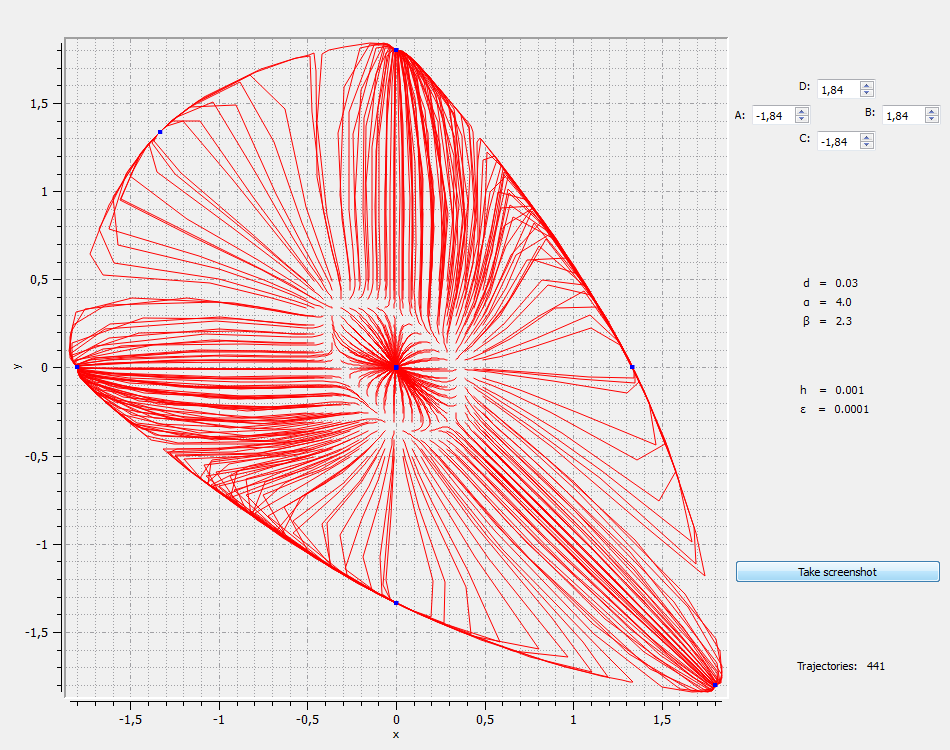 D: 1,84
A: -1,84
B: 1,84
C: -1,84
1,5
1
0,5
0
-0,5
-1
-1,5
y
-1,5 -1 -0,5 0 0,5 1 1,5
x
d = 0.03
α = 4.0
β = 2.3
h = 0.001
ε = 0.0001
Take screenshot
Trajectories: 441